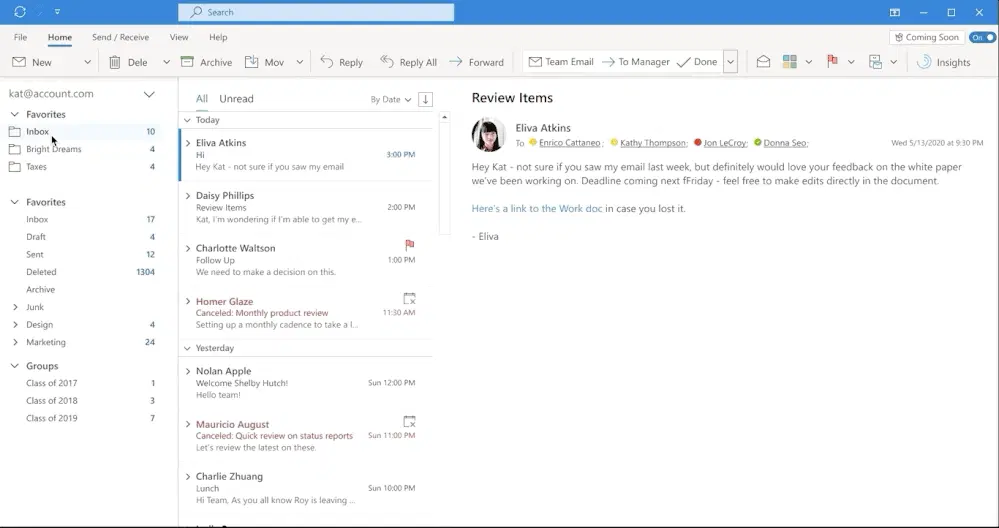 Search
File Home Send / Receive View Help
Coming Soon On
New Dele Archive Mov Reply Reply All Forward Team Email To Manager Done Insights
kat@account.com
Favorites
Inbox 10
Bright Dreams 4
Taxes 4
Favorites
Inbox 17
Draft 4
Sent 12
Deleted 1304
Archive
Junk
Design 4
Marketing 24
Groups
Class of 2017 1
Class of 2018 3
Class of 2019 7
All Unread By Date
Today
Eliva Atkins
Hi 3:00 PM
Hey Kat - not sure if you saw my email
Daisy Phillips
Review Items 2:00 PM
Kat, I'm wondering if I'm able to get my e...
Charlotte Waltson
Follow Up 1:00 PM
We need to make a decision on this.
Homer Glaze
Canceled: Monthly product review 11:30 AM
Setting up a monthly cadence to take a l...
Yesterday
Nolan Apple
Welcome Shelby Hutch! Sun 12:00 PM
Hello team!
Mauricio August
Canceled: Quick review on status reports Sun 11:00 PM
Let's review the latest on these.
Charlie Zhuang
Lunch Sun 10:00 PM
Hi Team, As you all know Roy is leaving ...
Review Items
Eliva Atkins
To Enrico Cattaneo; Kathy Thompson; Jon LeCroy; Donna Seo; Wed 5/13/2020 at 9:30 PM
Hey Kat - not sure if you saw my email last week, but definitely would love your feedback on the white paper
we've been working on. Deadline coming next fFriday - feel free to make edits directly in the document.
Here's a link to the Work doc in case you lost it.
- Eliva